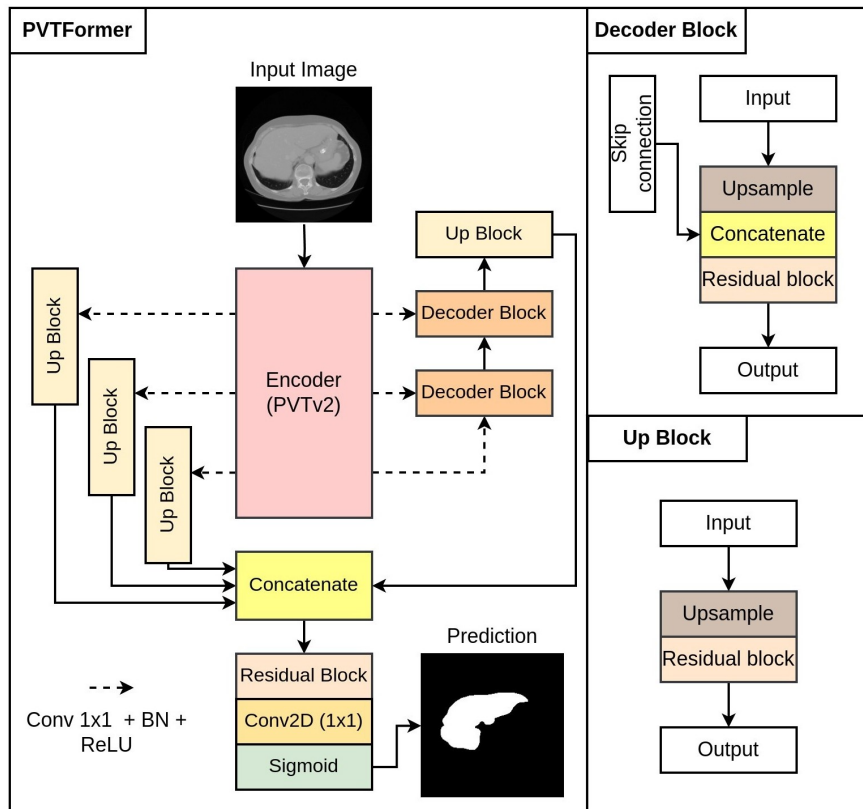 PVTFormer
Input Image
Up Block
Up Block
Up Block
Encoder
(PVTv2)
Up Block
Decoder Block
Decoder Block
Concatenate
Residual Block
Conv2D (1x1)
Sigmoid
Prediction
Conv 1x1 + BN +
ReLU
Decoder Block
Skip
connection
Input
Upsample
Concatenate
Residual block
Output
Up Block
Input
Upsample
Residual block
Output